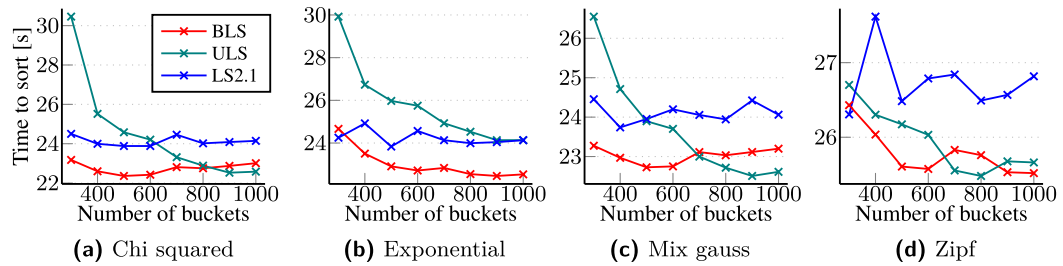 Time to sort [s]
30
28
26
24
22
400
600
800
1000
Number of buckets
BLS
ULS
LS2.1
(a) Chi squared
30
28
26
24
400
600
800
1000
Number of buckets
(b) Exponential
26
25
24
23
400
600
800
1000
Number of buckets
(c) Mix gauss
27
26
400
600
800
1000
Number of buckets
(d) Zipf